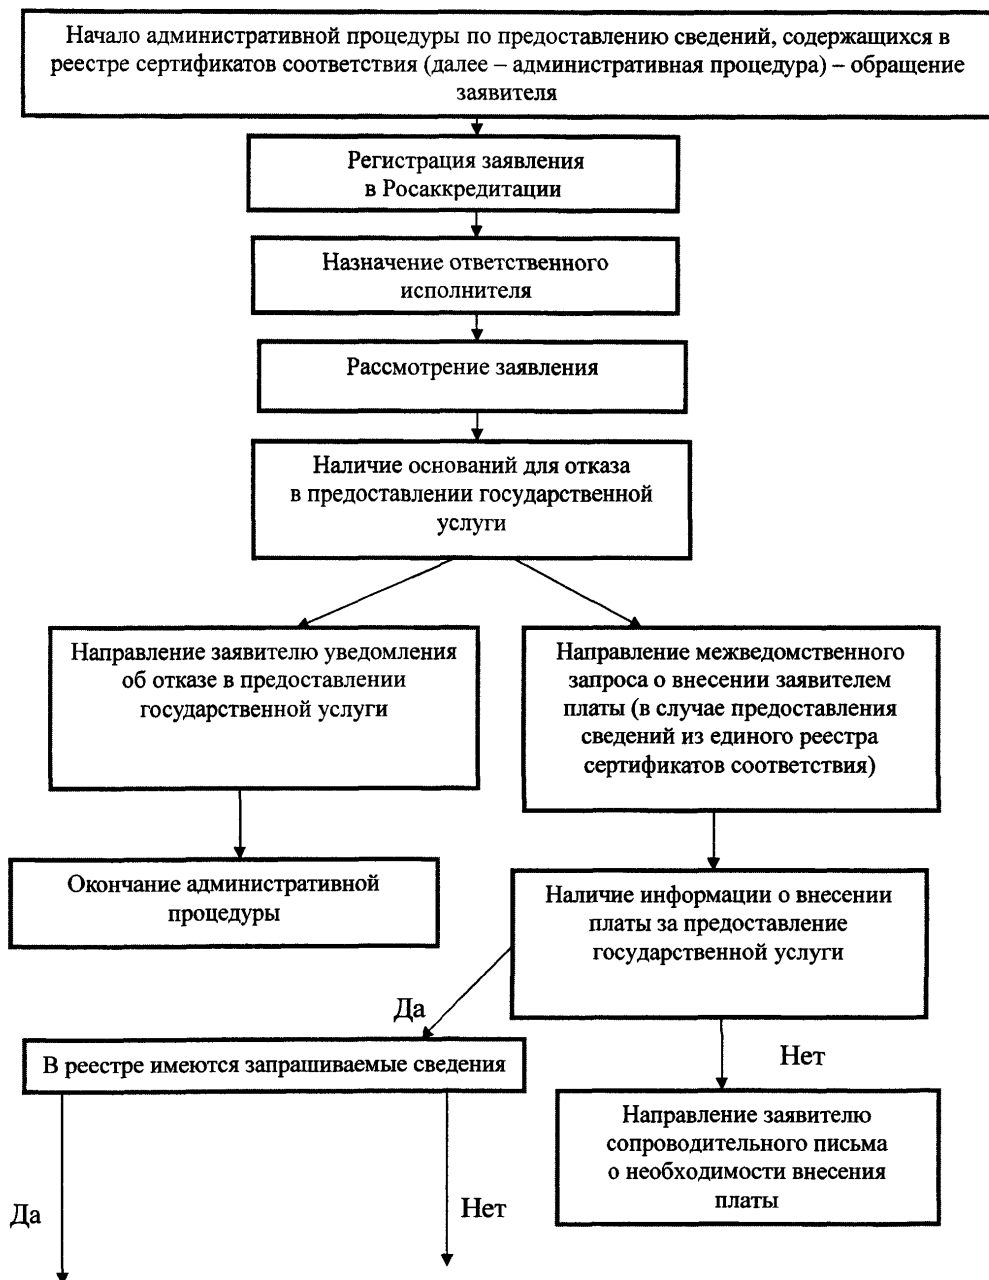 Начало административной процедуры по предоставлению сведений, содержащихся в
реестре сертификатов соответствия (далее – административная процедура) – обращение
заявителя
Регистрация заявления
в Росаккредитации
Назначение ответственного
исполнителя
Рассмотрение заявления
Наличие оснований для отказа
в предоставлении государственной
услуги
Направление заявителю уведомления
об отказе в предоставлении
государственной услуги
Направление межведомственного
запроса о внесении заявителем
платы (в случае предоставления
сведений из единого реестра
сертификатов соответствия)
Окончание административной
процедуры
Наличие информации о внесении
платы за предоставление
государственной услуги
Да
Нет
В реестре имеются запрашиваемые сведения
Направление заявителю
сопроводительного письма
о необходимости внесения
платы
Да
Нет